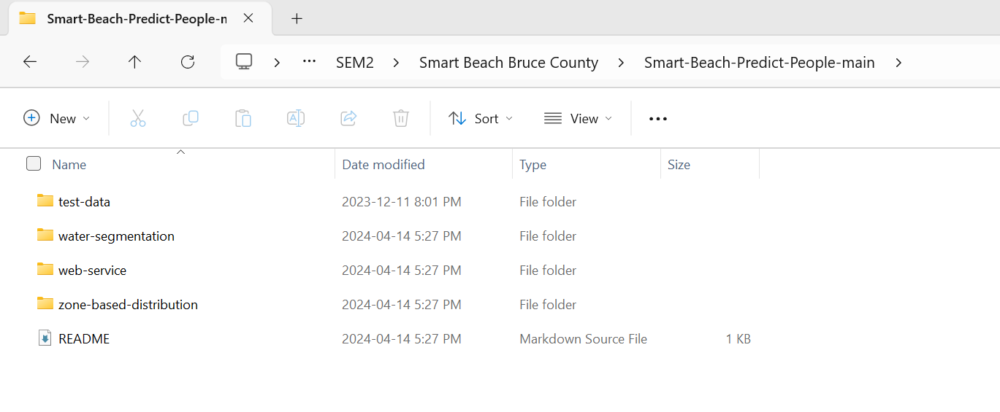 Smart-Beach-Predict-People-n
SEM2 Smart Beach Bruce County Smart-Beach-Predict-People-main
New Sort View
Name Date modified Type Size
test-data 2023-12-11 8:01 PM File folder
water-segmentation 2024-04-14 5:27 PM File folder
web-service 2024-04-14 5:27 PM File folder
zone-based-distribution 2024-04-14 5:27 PM File folder
README 2024-04-14 5:27 PM Markdown Source File 1 KB